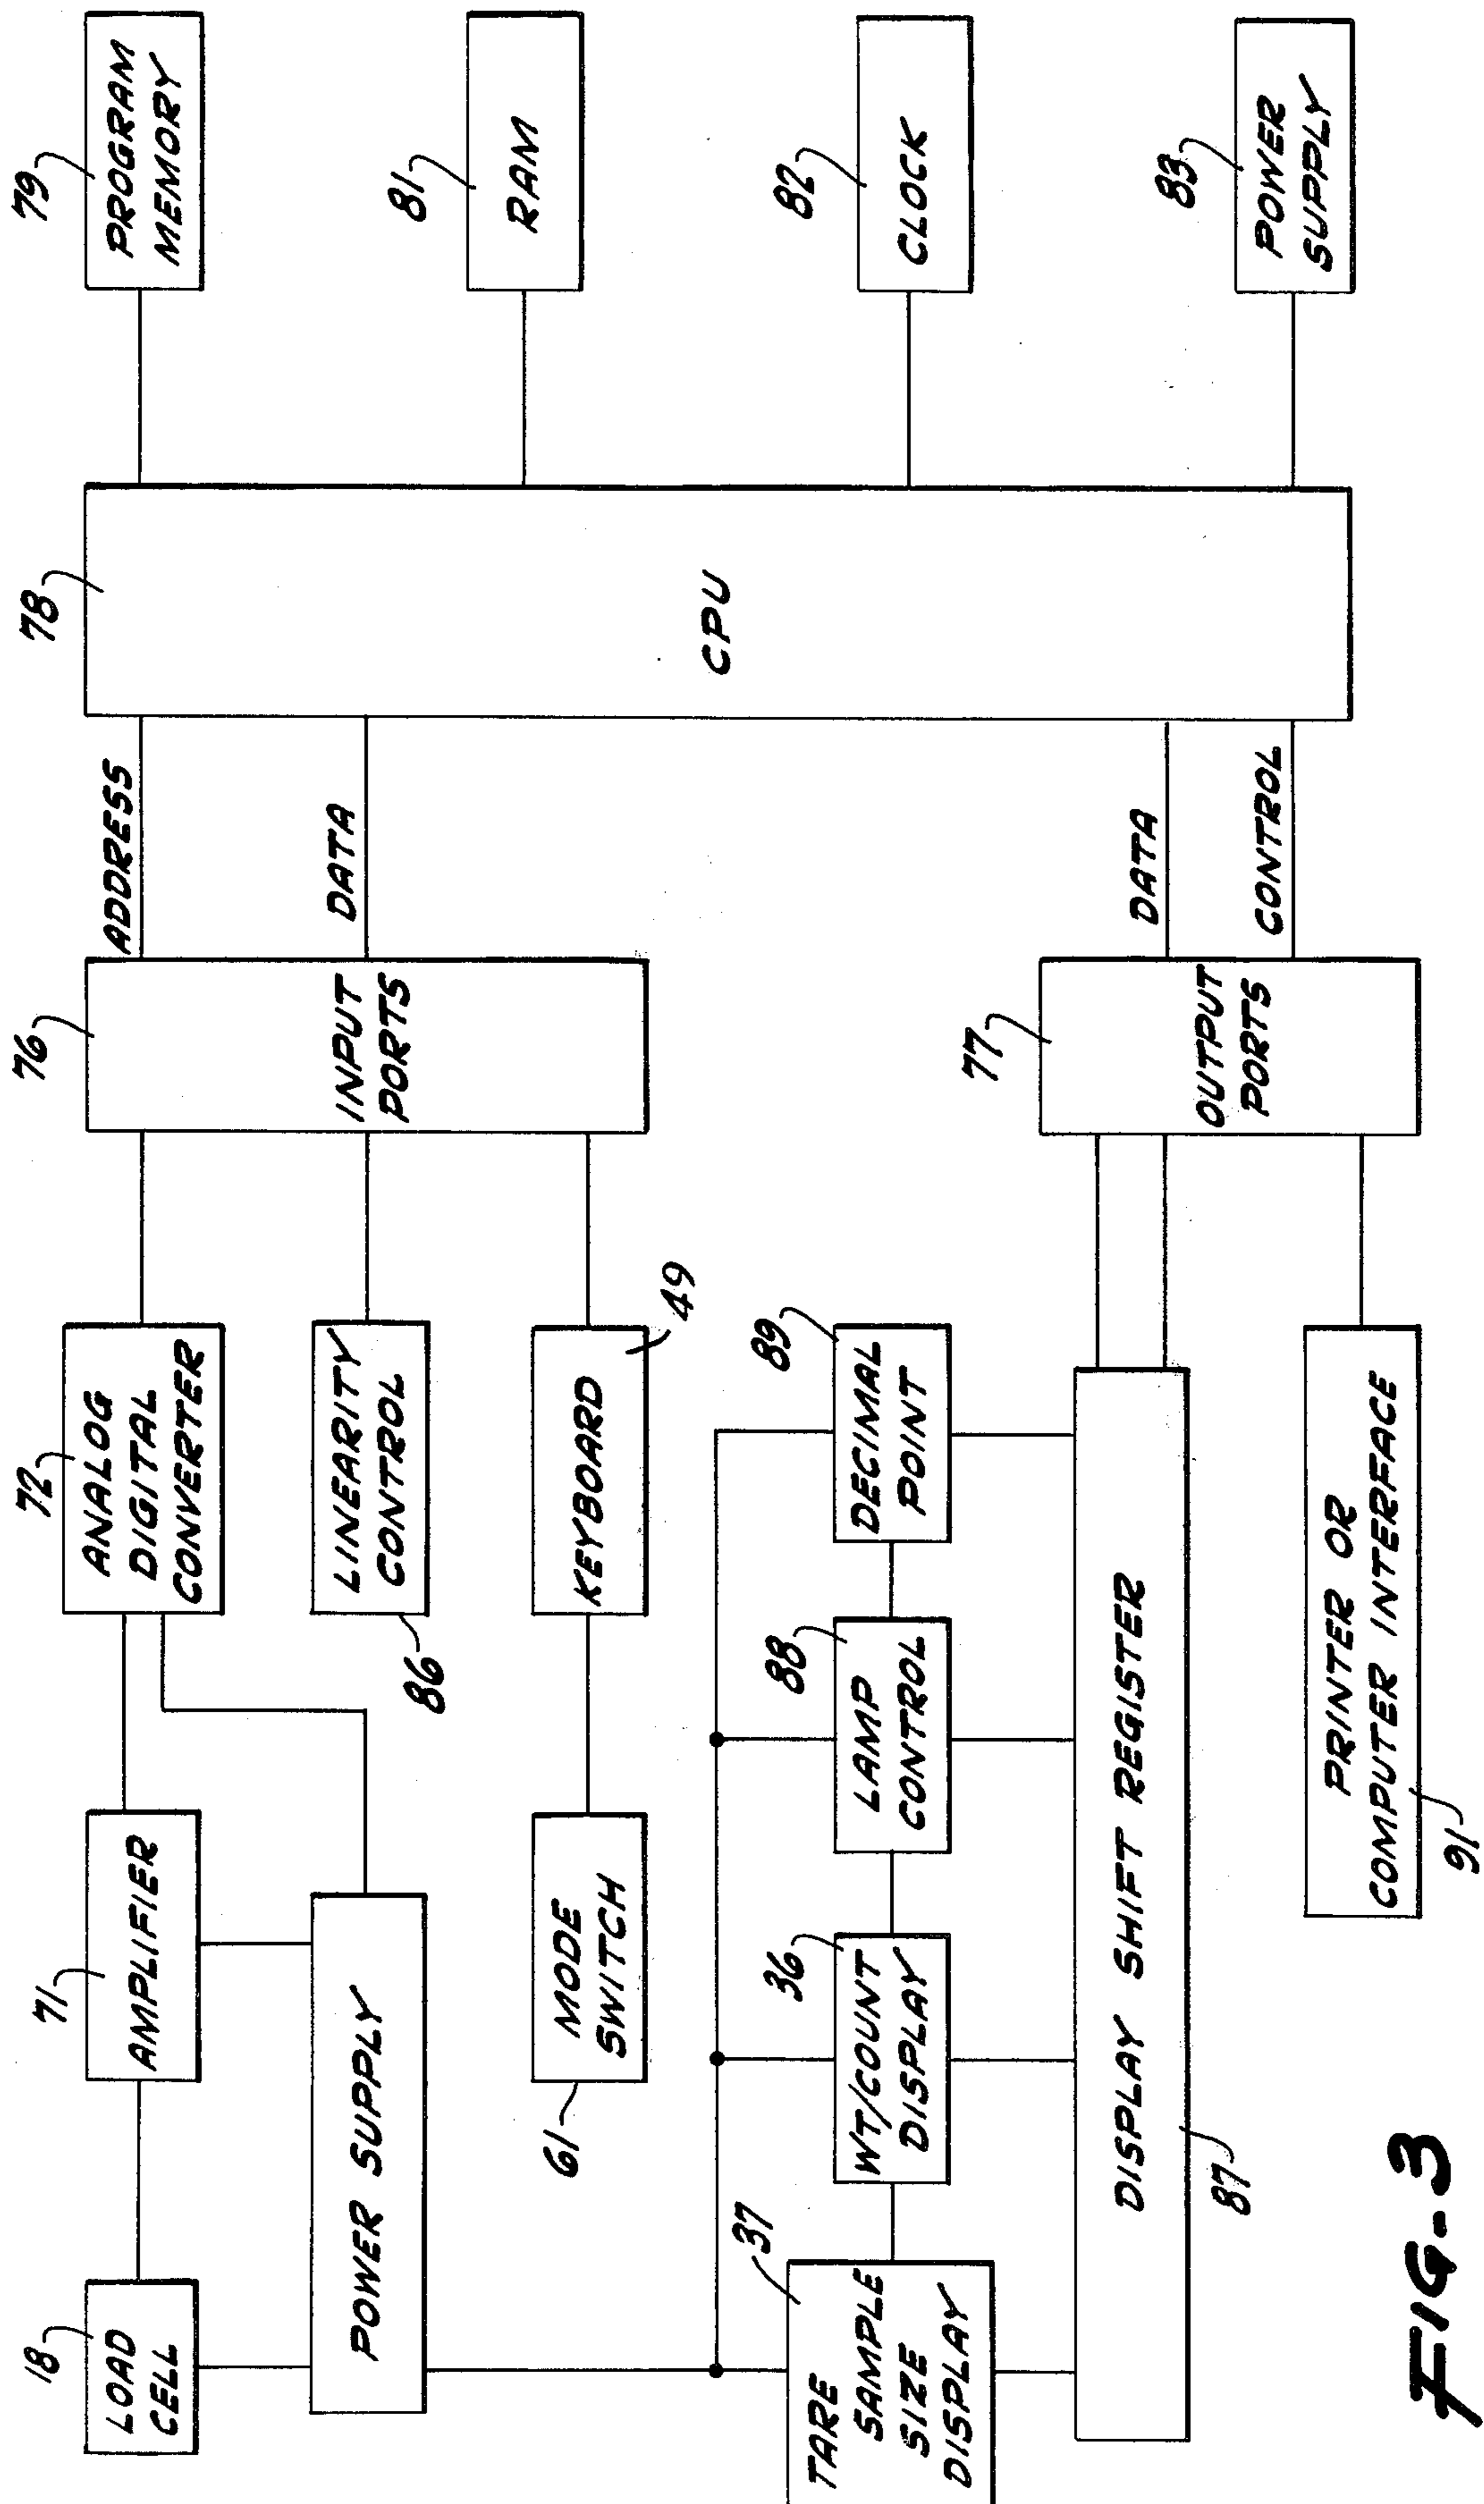 18
LOAD
CELL
71
AMPLIFIER
72
ANALOG
DIGITAL
CONVERTER
76
INPUT
PORTS
ADDRESS
DATA
78
CPU
79
PROGRAM
MEMORY
POWER SUPPLY
LINEARITY
CONTROL
86
81
RAM
61
MODE
SWITCH
KEYBOARD
49
82
CLOCK
37
TARE
SAMPLE
SIZE
DISPLAY
36
WT/COUNT
DISPLAY
88
LAMP
CONTROL
89
DECIMAL
POINT
77
OUTPUT
PORTS
DATA
CONTROL
83
POWER
SUPPLY
DISPLAY SHIFT REGISTER
87
PRINTER OR
COMPUTER INTERFACE
91
FIG. 3